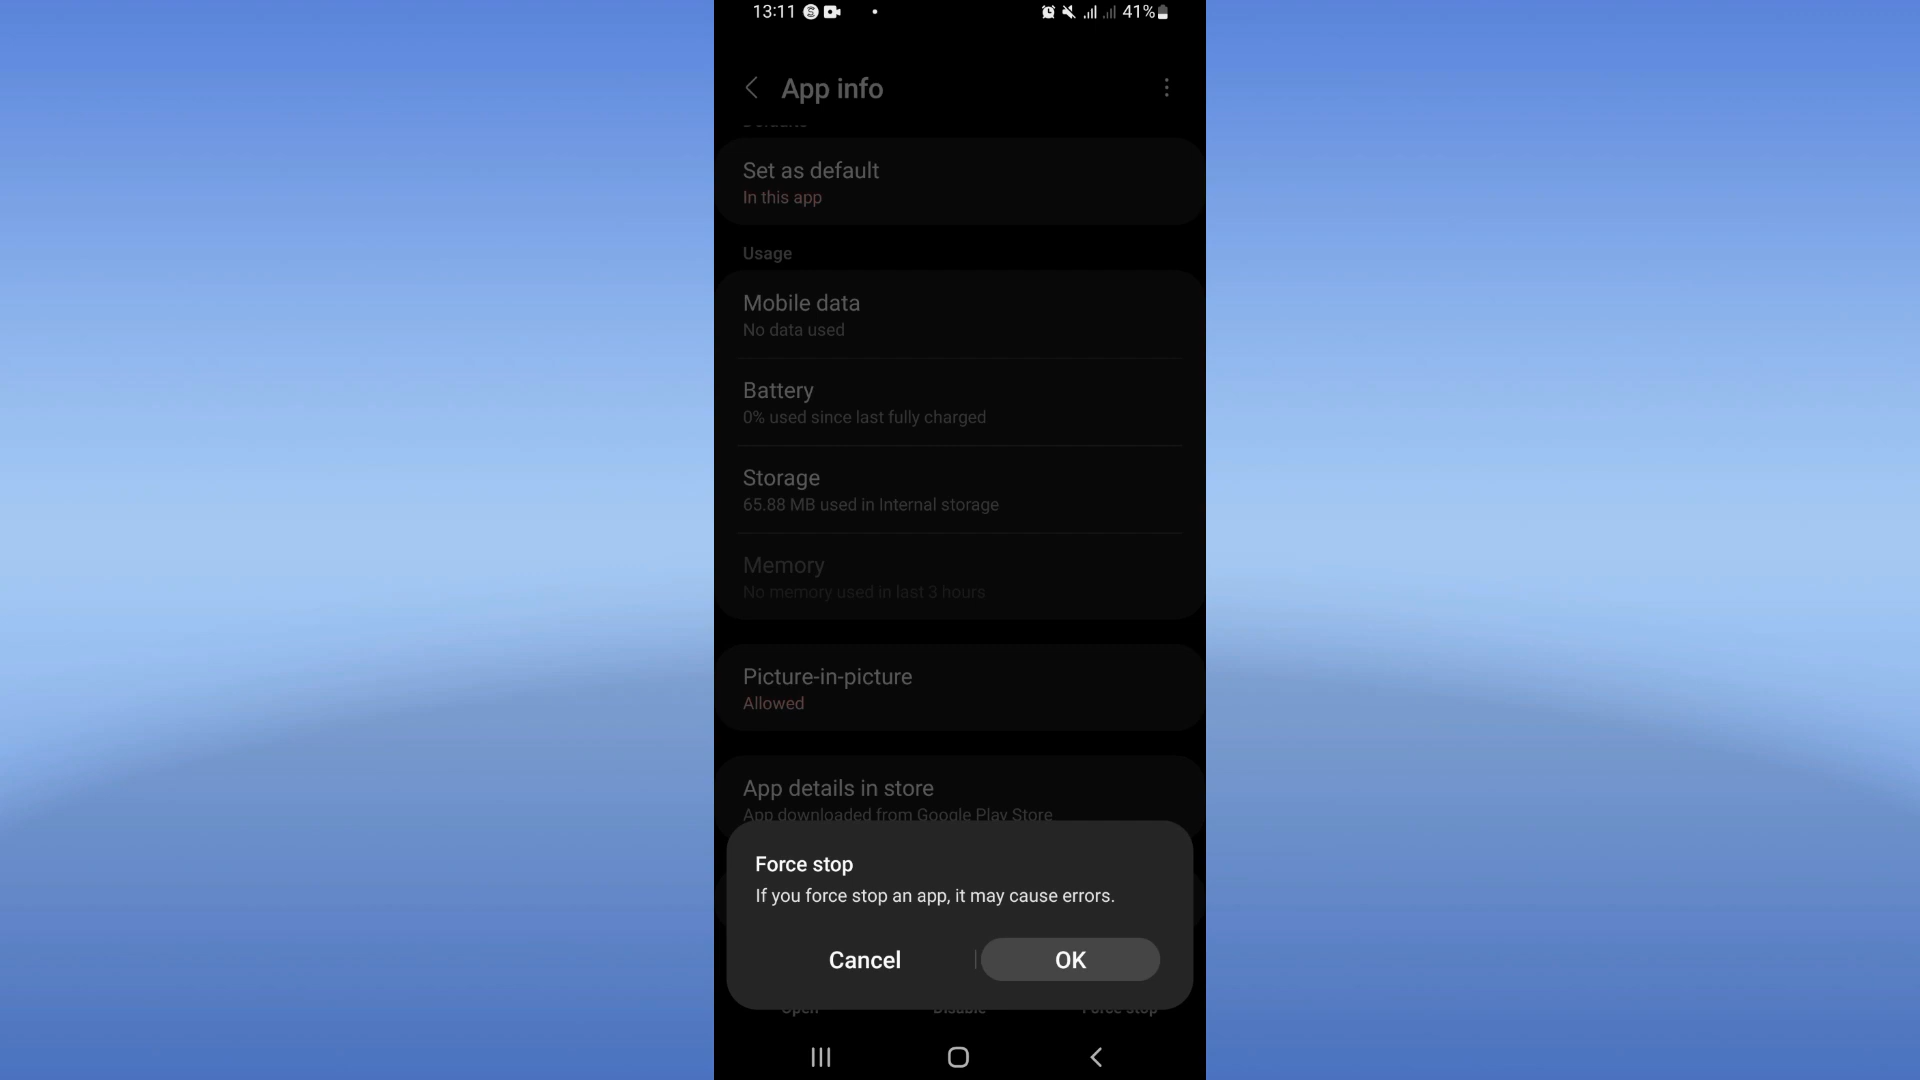 13:11 41%
App info
Defaults
Set as default
In this app
Usage
Mobile data
No data used
Battery
0% used since last fully charged
Storage
65.88 MB used in Internal storage
Memory
No memory used in last 3 hours
Picture-in-picture
Allowed
App details in store
App downloaded from Google Play Store
Force stop
If you force stop an app, it may cause errors.
Cancel OK
Open Disable Force stop